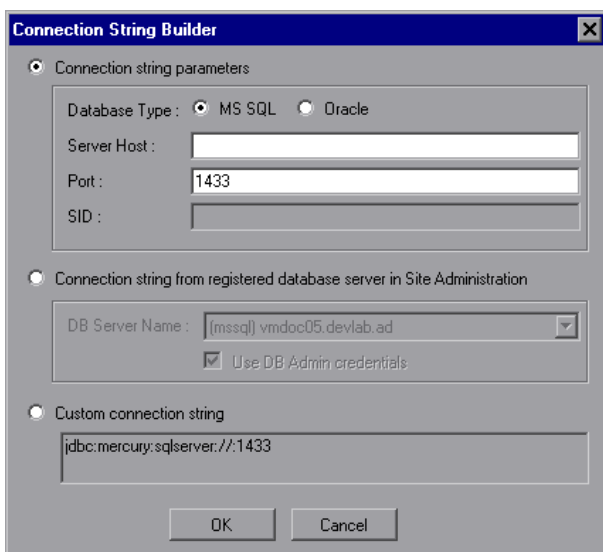 Connection String Builder
Connection string parameters
Database Type : MS SQL Oracle
Server Host :
Port : 1433
SID :
Connection string from registered database server in Site Administration
DB Server Name : (mssql) vmdoc05.devlab.ad
Use DB Admin credentials
Custom connection string
jdbc:mercury:sqlserver://:1433
OK Cancel